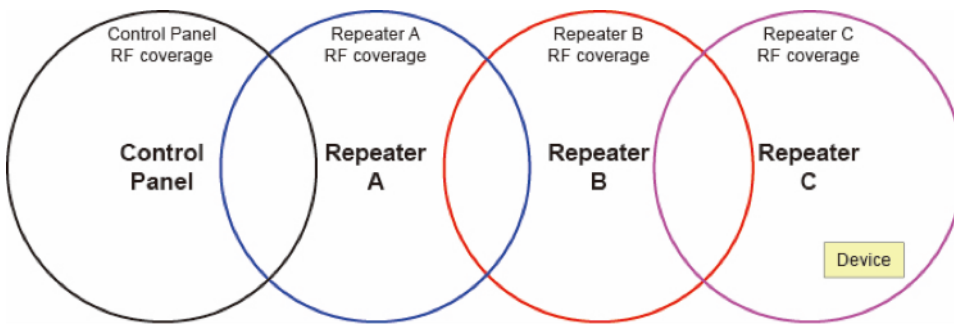 Control Panel
RF coverage
Repeater A
RF coverage
Repeater B
RF coverage
Repeater C
RF coverage
Control
Panel
Repeater
A
Repeater
B
Repeater
C
Device